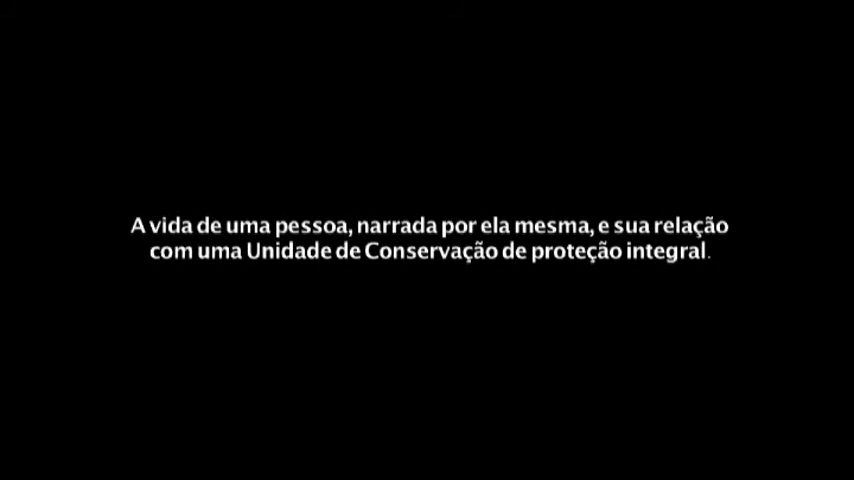 A vida de uma pessoa, narrada por ela mesma, e sua relação
com uma Unidade de Conservação de proteção integral.